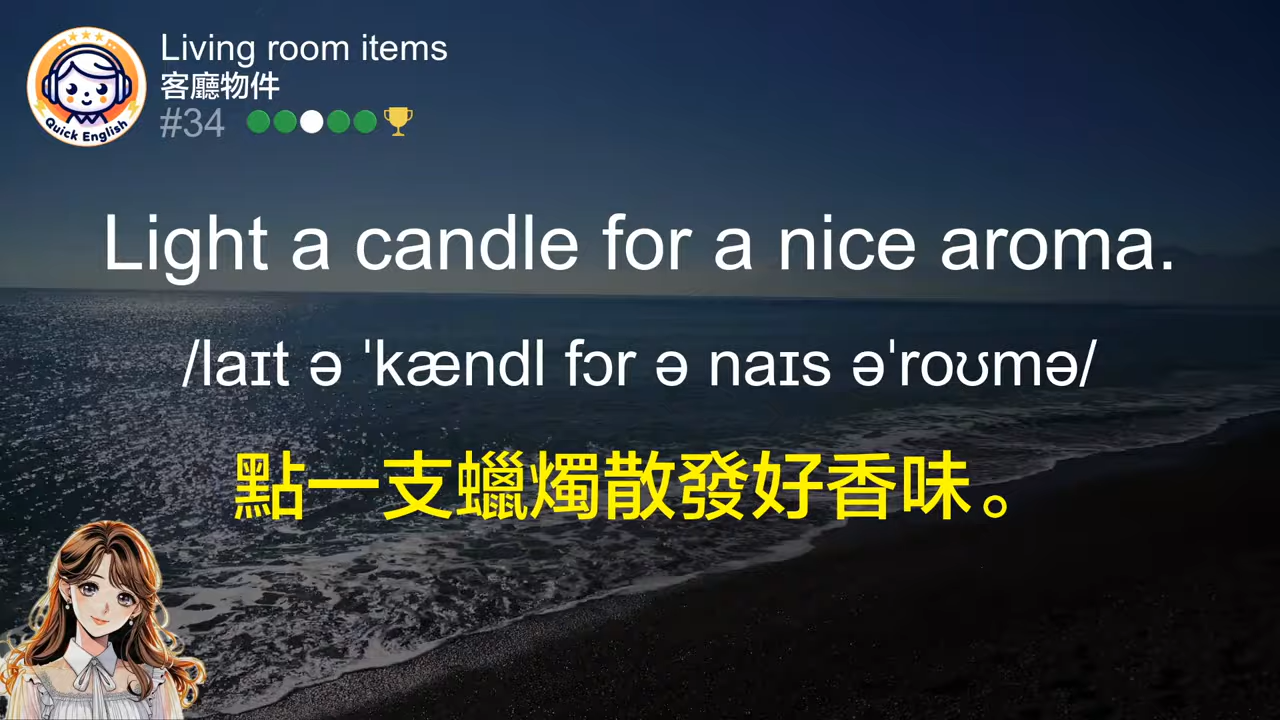 Living room items
客廳物件
#34
Quick English
Light a candle for a nice aroma.
/laɪt ə ˈkændl fɔr ə naɪs əˈroʊmə/
點一支蠟燭散發好香味。